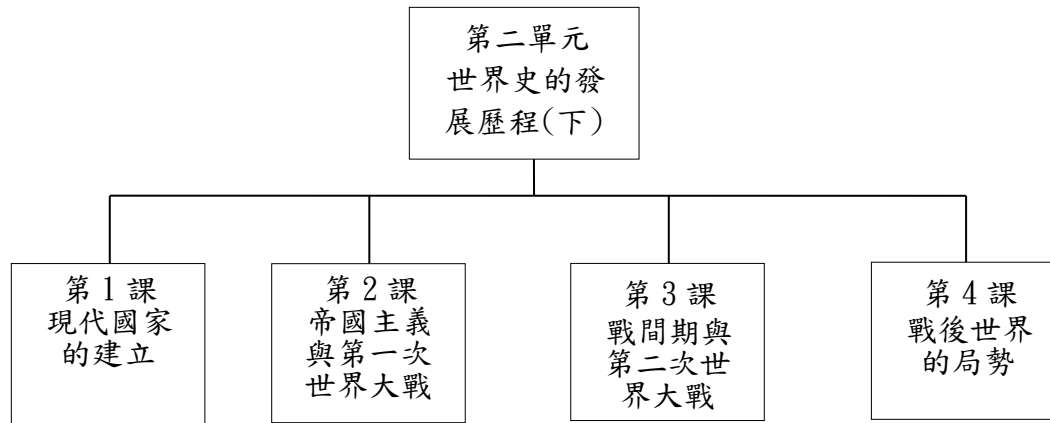 第二單元
世界史的發
展歷程(下)
第 1 課
現代國家
的建立
第 2 課
帝國主義
與第一次
世界大戰
第 3 課
戰間期與
第二次世
界大戰
第 4 課
戰後世界
的局勢